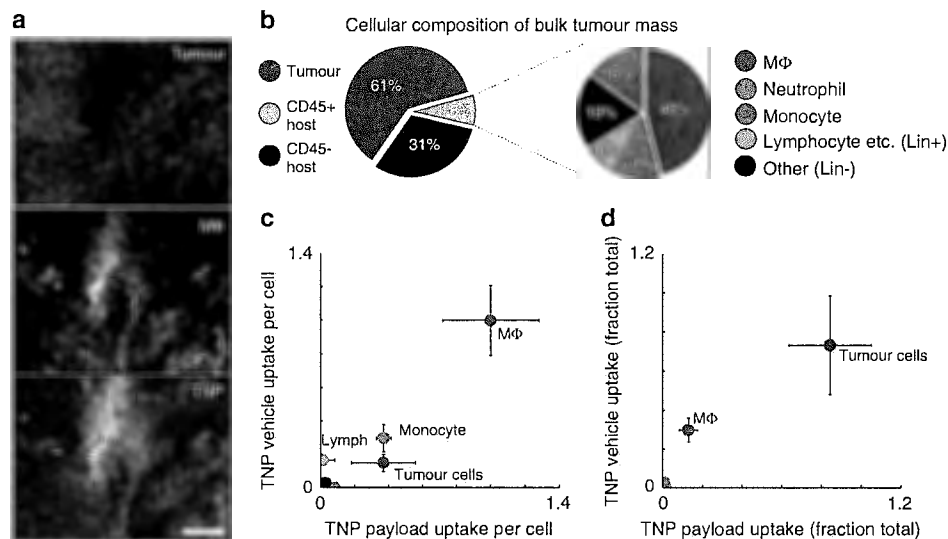 a
Tumour
b
Cellular composition of bulk tumour mass
Tumour
CD45+
host
CD45-
host
61%
31%
MΦ
Neutrophil
Monocyte
Lymphocyte etc. (Lin+)
Other (Lin-)
c
1.4
TNP vehicle uptake per cell
MΦ
Monocyte
Lymph
Tumour cells
0
0
1.4
TNP payload uptake per cell
d
1.2
TNP vehicle uptake (fraction total)
Tumour cells
MΦ
0
0
1.2
TNP payload uptake (fraction total)